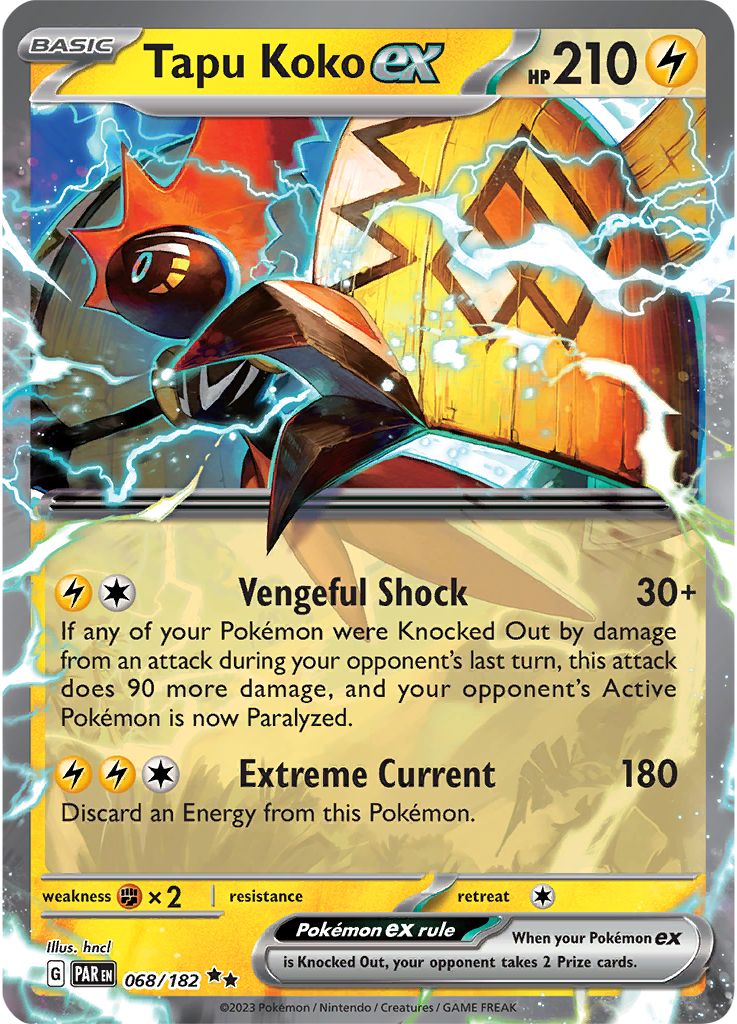 BASIC
Tapu Koko ex
HP 210
Vengeful Shock 30+
If any of your Pokémon were Knocked Out by damage
from an attack during your opponent's last turn, this attack
does 90 more damage, and your opponent's Active
Pokémon is now Paralyzed.
Extreme Current 180
Discard an Energy from this Pokémon.
weakness ×2 resistance retreat
Pokémon ex rule When your Pokémon ex
is Knocked Out, your opponent takes 2 Prize cards.
Illus. hncl
G PAR EN 068/182
©2023 Pokémon / Nintendo / Creatures / GAME FREAK